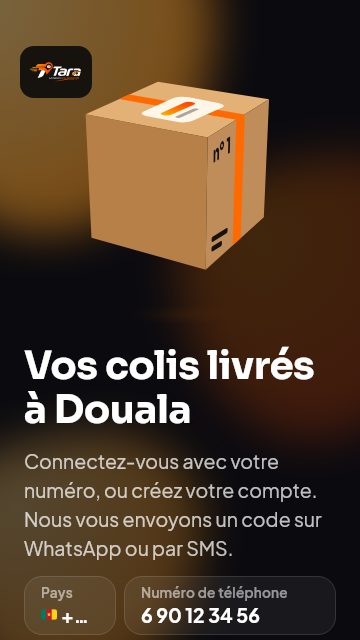 Tara
n°1
Vos colis livrés
à Douala
Connectez-vous avec votre
numéro, ou créez votre compte.
Nous vous envoyons un code sur
WhatsApp ou par SMS.
Pays
Numéro de téléphone
+...
6 90 12 34 56